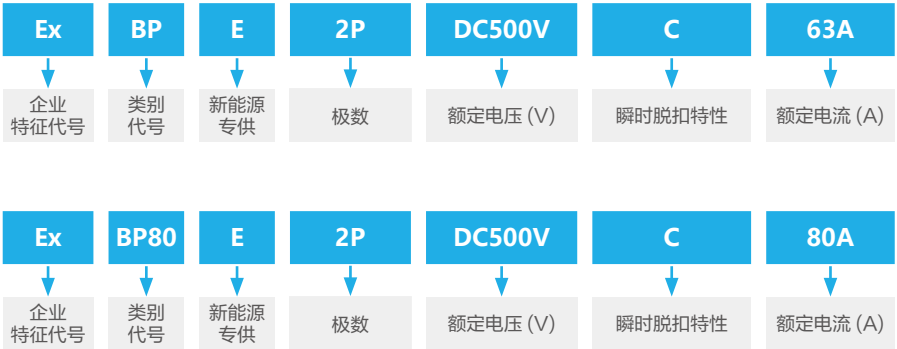 Ex BP E 2P DC500V C 63A
企业 类别 新能源 极数 额定电压 (V) 瞬时脱扣特性 额定电流 (A)
特征代号 代号 专供
Ex BP80 E 2P DC500V C 80A
企业 类别 新能源 极数 额定电压 (V) 瞬时脱扣特性 额定电流 (A)
特征代号 代号 专供